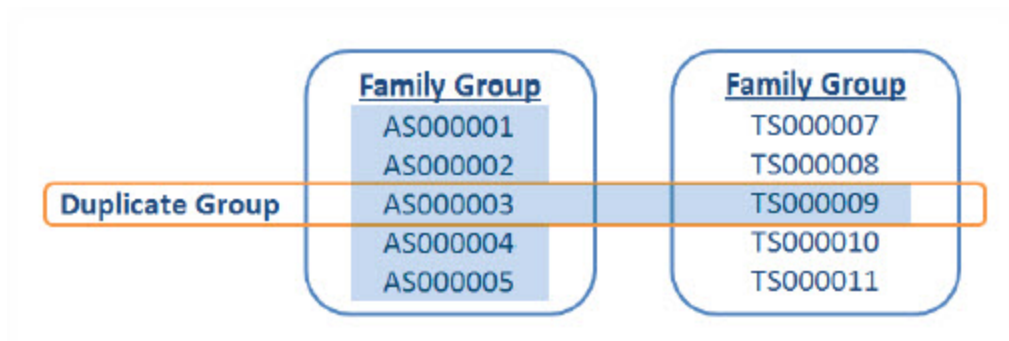 Family Group Family Group
AS000001 TS000007
AS000002 TS000008
Duplicate Group AS000003 TS000009
AS000004 TS000010
AS000005 TS000011